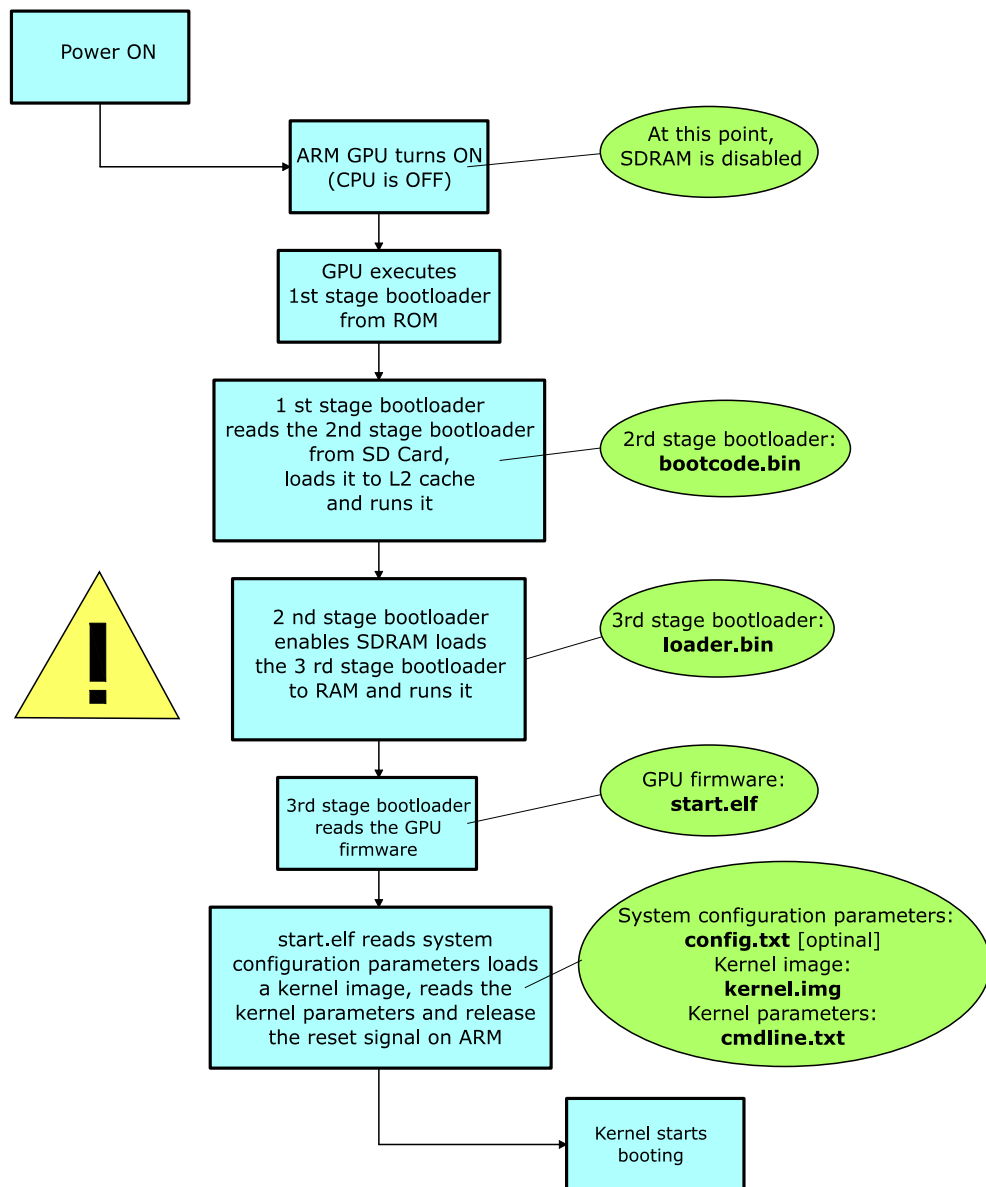 Power ON
ARM GPU turns ON
(CPU is OFF)
At this point,
SDRAM is disabled
GPU executes
1st stage bootloader
from ROM
1 st stage bootloader
reads the 2nd stage bootloader
from SD Card,
loads it to L2 cache
and runs it
2rd stage bootloader:
bootcode.bin
!
2 nd stage bootloader
enables SDRAM loads
the 3 rd stage bootloader
to RAM and runs it
3rd stage bootloader:
loader.bin
3rd stage bootloader
reads the GPU
firmware
GPU firmware:
start.elf
start.elf reads system
configuration parameters loads
a kernel image, reads the
kernel parameters and release
the reset signal on ARM
System configuration parameters:
config.txt [optinal]
Kernel image:
kernel.img
Kernel parameters:
cmdline.txt
Kernel starts
booting